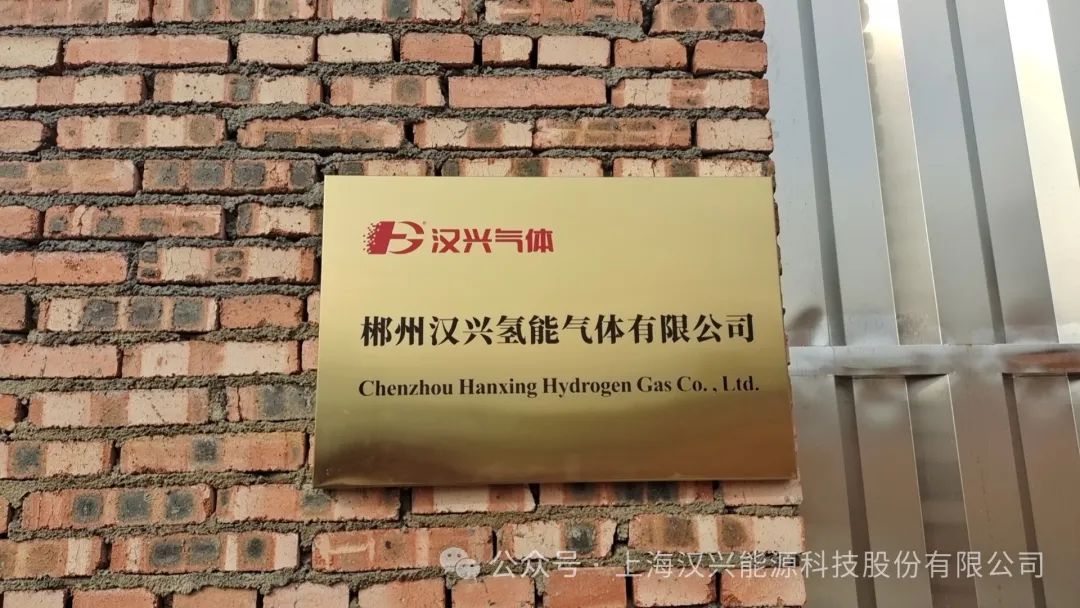 汉兴气体
郴州汉兴氢能气体有限公司
Chenzhou Hanxing Hydrogen Gas Co. , Ltd.
公众号 · 上海汉兴能源科技股份有限公司